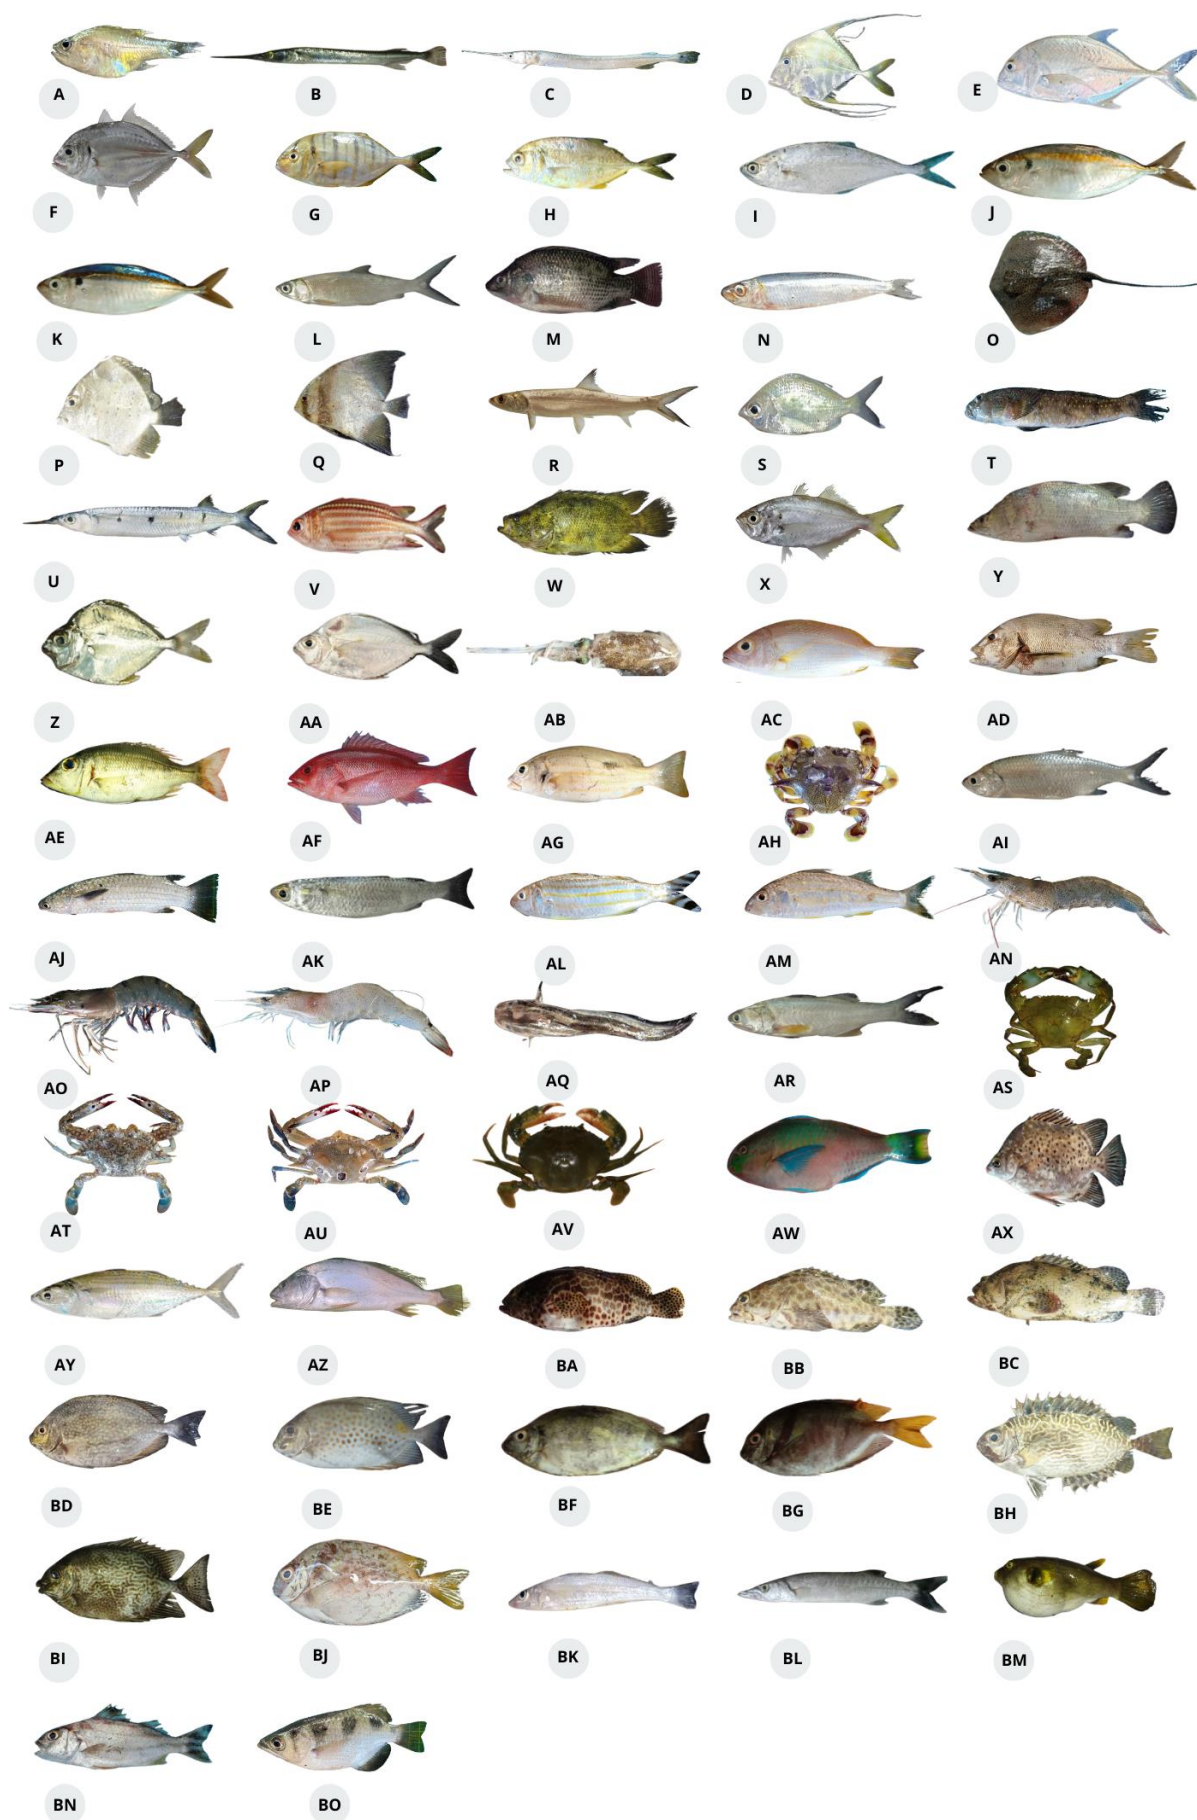 A B C D E
F G H I J
K L M N O
P Q R S T
U V W X Y
Z AA AB AC AD
AE AF AG AH AI
AJ AK AL AM AN
AO AP AQ AR AS
AT AU AV AW AX
AY AZ BA BB BC
BD BE BF BG BH
BI BJ BK BL BM
BN BO